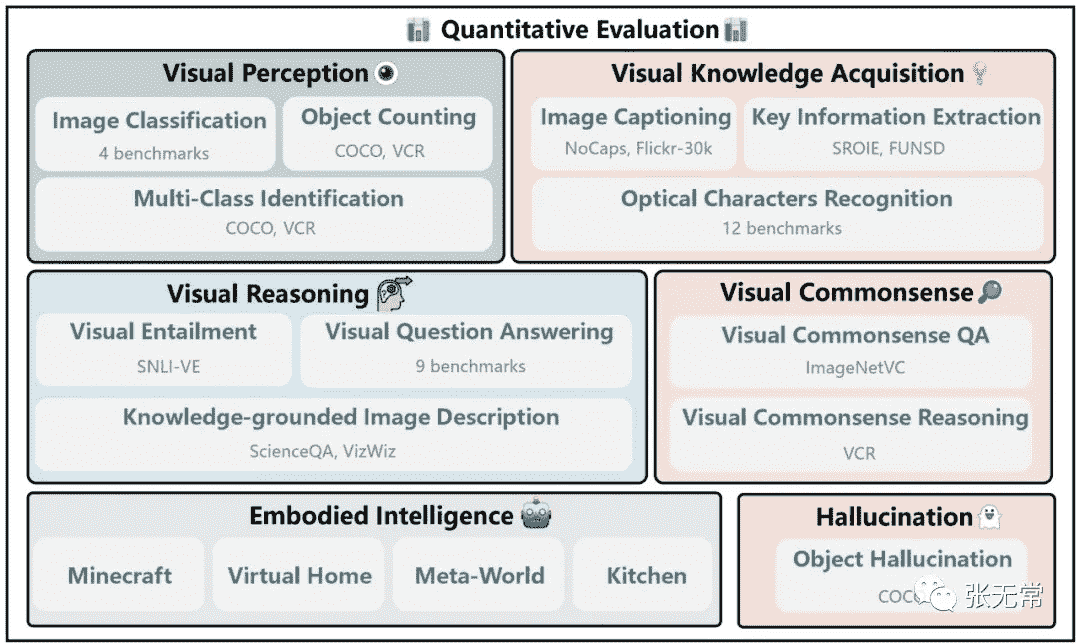 Quantitative Evaluation
Visual Perception
Image Classification
4 benchmarks
Object Counting
COCO, VCR
Multi-Class Identification
COCO, VCR
Visual Knowledge Acquisition
Image Captioning
NoCaps, Flickr-30k
Key Information Extraction
SROIE, FUNSD
Optical Characters Recognition
12 benchmarks
Visual Reasoning
Visual Entailment
SNLI-VE
Visual Question Answering
9 benchmarks
Knowledge-grounded Image Description
ScienceQA, VizWiz
Visual Commonsense
Visual Commonsense QA
ImageNetVC
Visual Commonsense Reasoning
VCR
Embodied Intelligence
Minecraft
Virtual Home
Meta-World
Kitchen
Hallucination
Object Hallucination
张无常